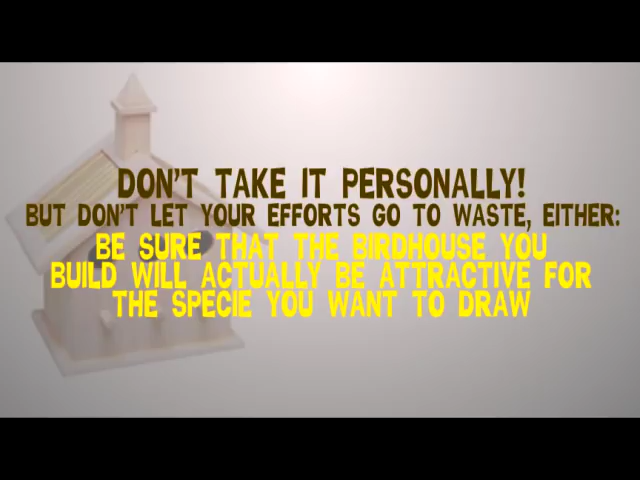 DON'T TAKE IT PERSONALLY!
BUT DON'T LET YOUR EFFORTS GO TO WASTE, EITHER:
BE SURE THAT THE BIRDHOUSE YOU
BUILD WILL ACTUALLY BE ATTRACTIVE FOR
THE SPECIE YOU WANT TO DRAW